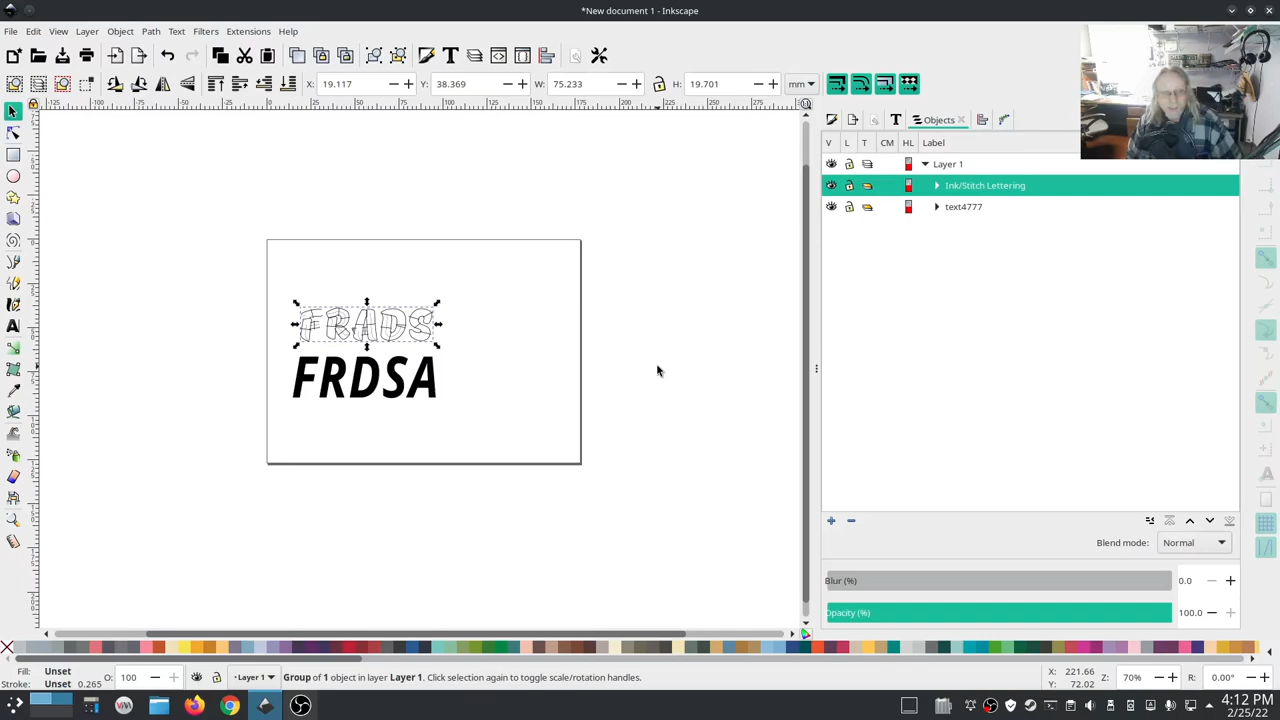 *New document 1 - Inkscape
File Edit View Layer Object Path Text Filters Extensions Help
X: 19.117 Y: 38.369 W: 75.233 H: 19.701 mm
Objects
V L T CM HL Label
Layer 1
Ink/Stitch Lettering
text4777
FRADS
FRDSA
Blend mode: Normal
Blur (%) 0.0
Opacity (%) 100.0
Fill: Unset
Stroke: Unset 0.265 O: 100 Layer 1 Group of 1 object in layer Layer 1. Click selection again to toggle scale/rotation handles. X: 221.66 Y: 72.02 Z: 70% R: 0.00°
4:12 PM
2/25/22